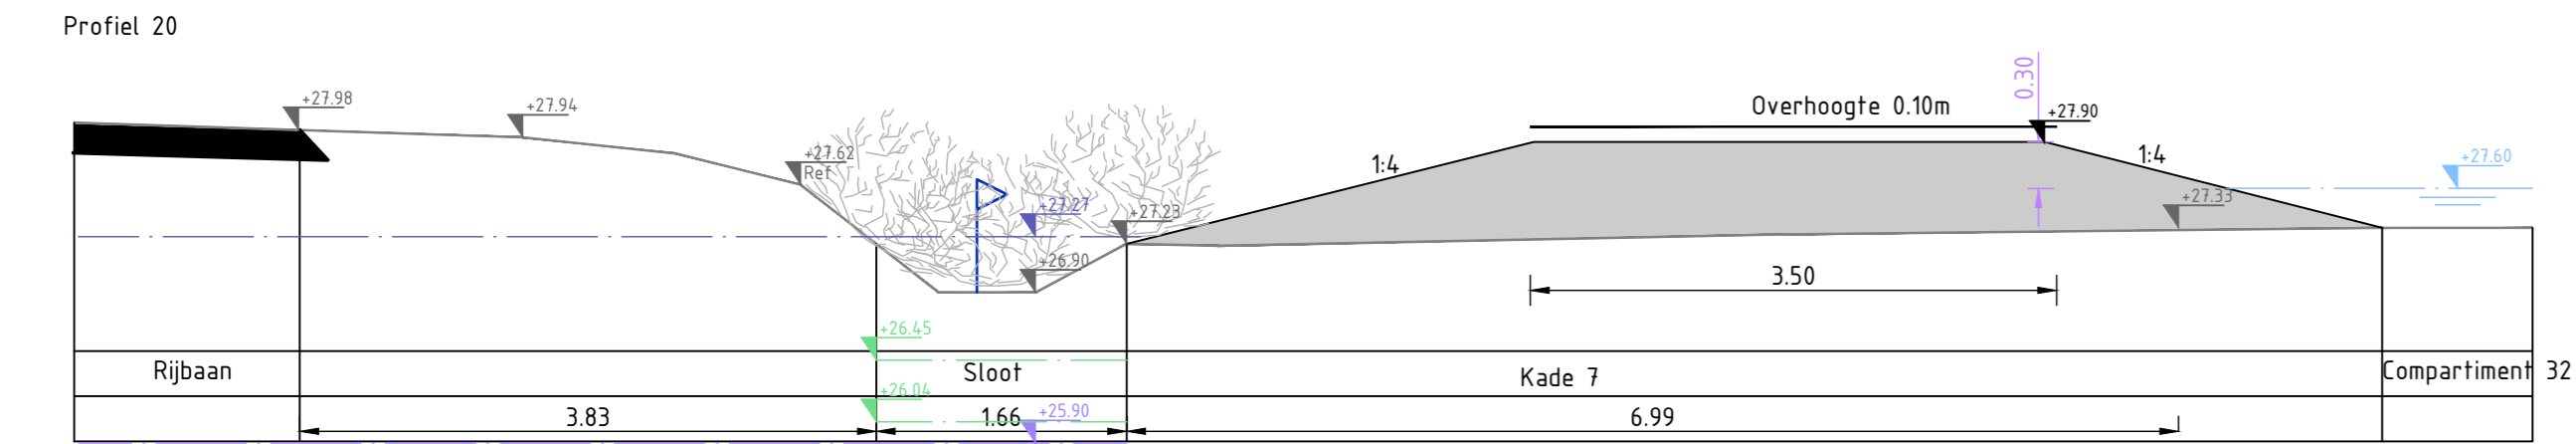 Profiel 20
+27.98
+27.94
+27.62
Ref
+27.27
+27.23
+26.90
1:4
Overhoogte 0.10m
0.30
+27.90
1:4
+27.60
+27.33
3.50
+26.45
Rijbaan
Sloot
Kade 7
Compartiment 32
+26.04
3.83
1.66
+25.90
6.99